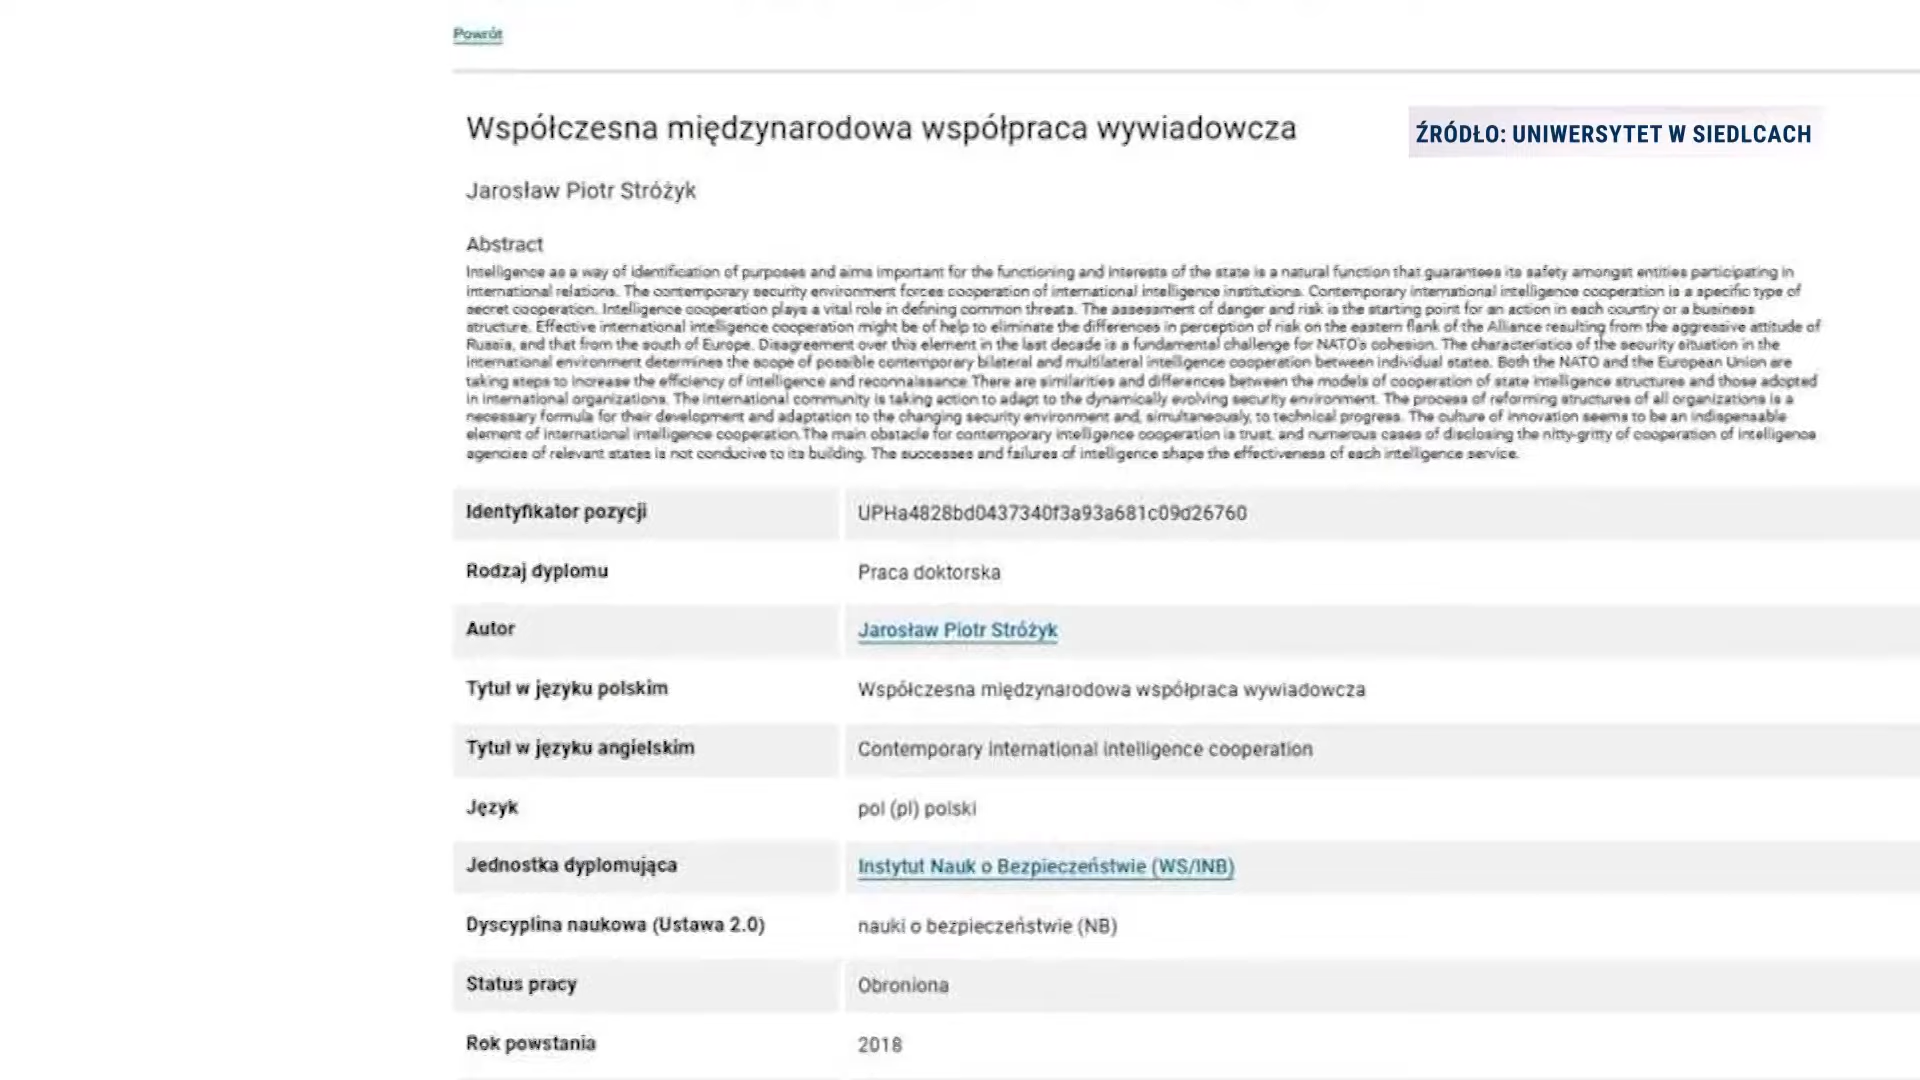 Powrót
Współczesna międzynarodowa współpraca wywiadowcza
ŹRÓDŁO: UNIWERSYTET W SIEDLCACH
Jarosław Piotr Stróżyk
Abstract
Intelligence as a way of identification of purposes and aims important for the functioning and interests of the state is a natural function that guarantees its safety amongst entities participating in
international relations. The contemporary security environment forces cooperation of international intelligence institutions. Contemporary international intelligence cooperation is a specific type of
secret cooperation. Intelligence cooperation plays a vital role in defining common threats. The assessment of danger and risk is the starting point for an action in each country or a business
structure. Effective international intelligence cooperation might be of help to eliminate the differences in perception of risk on the eastern flank of the Alliance resulting from the aggressive attitude of
Russia, and that from the south of Europe. Disagreement over this element in the last decade is a fundamental challenge for NATO's cohesion. The characteristics of the security situation in the
international environment determines the scope of possible contemporary bilateral and multilateral intelligence cooperation between individual states. Both the NATO and the European Union are
taking steps to increase the efficiency of intelligence and reconnaissance.There are similarities and differences between the models of cooperation of state intelligence structures and those adopted
in international organizations. The international community is taking action to adapt to the dynamically evolving security environment. The process of reforming structures of all organizations is a
necessary formula for their development and adaptation to the changing security environment and, simultaneously, to technical progress. The culture of innovation seems to be an indispensable
element of international intelligence cooperation.The main obstacle for contemporary intelligence cooperation is trust, and numerous cases of disclosing the nitty-gritty of cooperation of intelligence
agencies of relevant states is not conducive to its building. The successes and failures of intelligence shape the effectiveness of each intelligence service.
Identyfikator pozycji UPHa4828bd0437340f3a93a681c09d26760
Rodzaj dyplomu Praca doktorska
Autor Jarosław Piotr Stróżyk
Tytuł w języku polskim Współczesna międzynarodowa współpraca wywiadowcza
Tytuł w języku angielskim Contemporary international intelligence cooperation
Język pol (pl) polski
Jednostka dyplomująca Instytut Nauk o Bezpieczeństwie (WS/INB)
Dyscyplina naukowa (Ustawa 2.0) nauki o bezpieczeństwie (NB)
Status pracy Obroniona
Rok powstania 2018